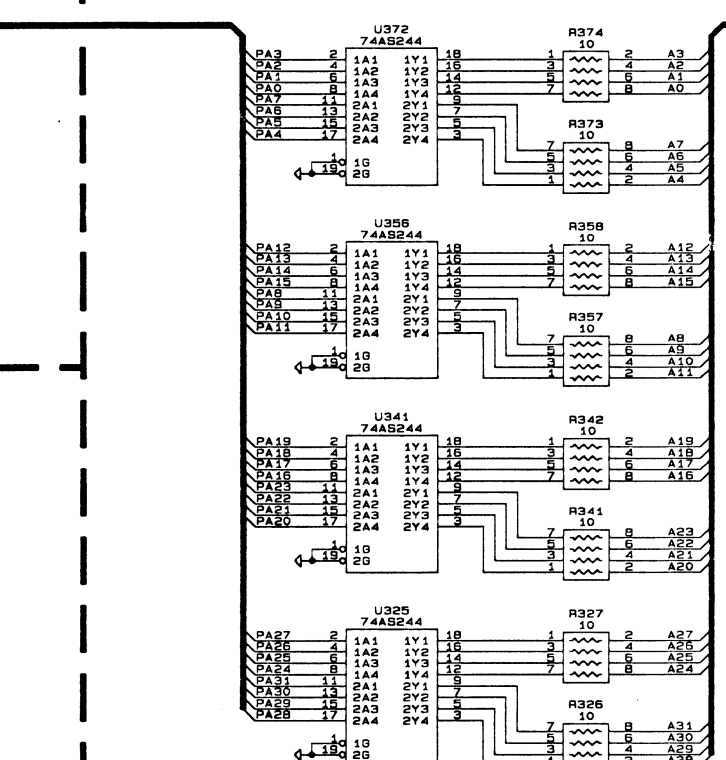 U372 R374
74AS244 10
PA3 2 1A1 1Y1 18 1 2 A3
PA2 4 1A2 1Y2 16 3 4 A2
PA1 6 1A3 1Y3 14 5 6 A1
PA0 8 1A4 1Y4 12 7 8 A0
PA7 11 2A1 2Y1 9
PA6 13 2A2 2Y2 7 R373
PA5 15 2A3 2Y3 5 10
PA4 17 2A4 2Y4 3
7 8 A7
1 1G 5 6 A6
19 2G 3 4 A5
1 2 A4
U356 R358
74AS244 10
PA12 2 1A1 1Y1 18 1 2 A12
PA13 4 1A2 1Y2 16 3 4 A13
PA14 6 1A3 1Y3 14 5 6 A14
PA15 8 1A4 1Y4 12 7 8 A15
PA8 11 2A1 2Y1 9
PA9 13 2A2 2Y2 7 R357
PA10 15 2A3 2Y3 5 10
PA11 17 2A4 2Y4 3
7 8 A8
1 1G 5 6 A9
19 2G 3 4 A10
1 2 A11
U341 R342
74AS244 10
PA19 2 1A1 1Y1 18 1 2 A19
PA18 4 1A2 1Y2 16 3 4 A18
PA17 6 1A3 1Y3 14 5 6 A17
PA16 8 1A4 1Y4 12 7 8 A16
PA23 11 2A1 2Y1 9
PA22 13 2A2 2Y2 7 R341
PA21 15 2A3 2Y3 5 10
PA20 17 2A4 2Y4 3
7 8 A23
1 1G 5 6 A22
19 2G 3 4 A21
1 2 A20
U325 R327
74AS244 10
PA27 2 1A1 1Y1 18 1 2 A27
PA26 4 1A2 1Y2 16 3 4 A26
PA25 6 1A3 1Y3 14 5 6 A25
PA24 8 1A4 1Y4 12 7 8 A24
PA31 11 2A1 2Y1 9
PA30 13 2A2 2Y2 7 R326
PA29 15 2A3 2Y3 5 10
PA28 17 2A4 2Y4 3
7 8 A31
1 1G 5 6 A30
19 2G 3 4 A29